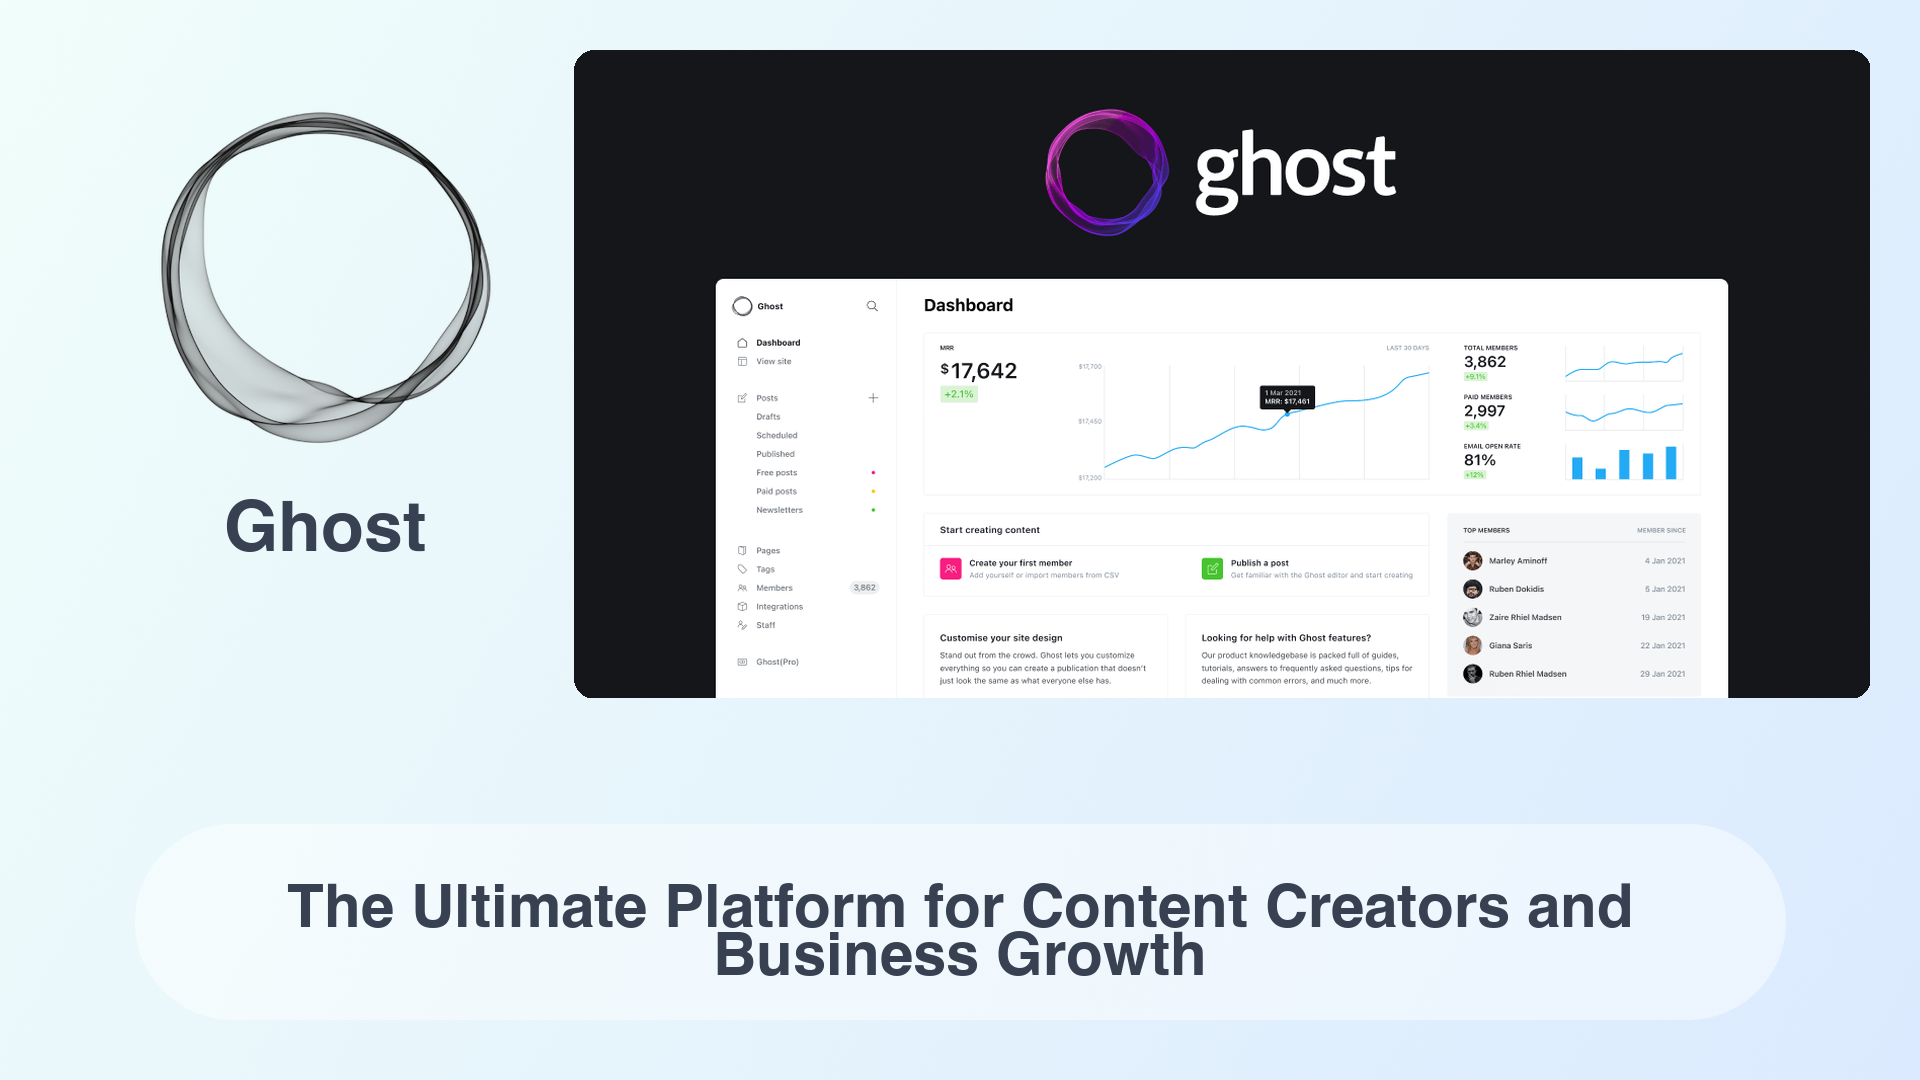 Ghost
ghost
Ghost
Dashboard
View site
Posts
Drafts
Scheduled
Published
Free posts
Paid posts
Newsletters
Pages
Tags
Members 3,862
Integrations
Staff
Ghost(Pro)
Dashboard
MRR
$17,642
+2.1%
LAST 30 DAYS
$17,700
$17,450
$17,200
1 Mar 2021
MRR: $17,461
TOTAL MEMBERS
3,862
+9.1%
PAID MEMBERS
2,997
+3.4%
EMAIL OPEN RATE
81%
+12%
Start creating content
Create your first member
Add yourself or import members from CSV
Publish a post
Get familiar with the Ghost editor and start creating
Customise your site design
Stand out from the crowd. Ghost lets you customize
everything so you can create a publication that doesn't
just look the same as what everyone else has.
Looking for help with Ghost features?
Our product knowledgebase is packed full of guides,
tutorials, answers to frequently asked questions, tips for
dealing with common errors, and much more.
TOP MEMBERS MEMBER SINCE
Marley Aminoff 4 Jan 2021
Ruben Dokidis 5 Jan 2021
Zaire Rhiel Madsen 19 Jan 2021
Giana Saris 22 Jan 2021
Ruben Rhiel Madsen 29 Jan 2021
The Ultimate Platform for Content Creators and
Business Growth